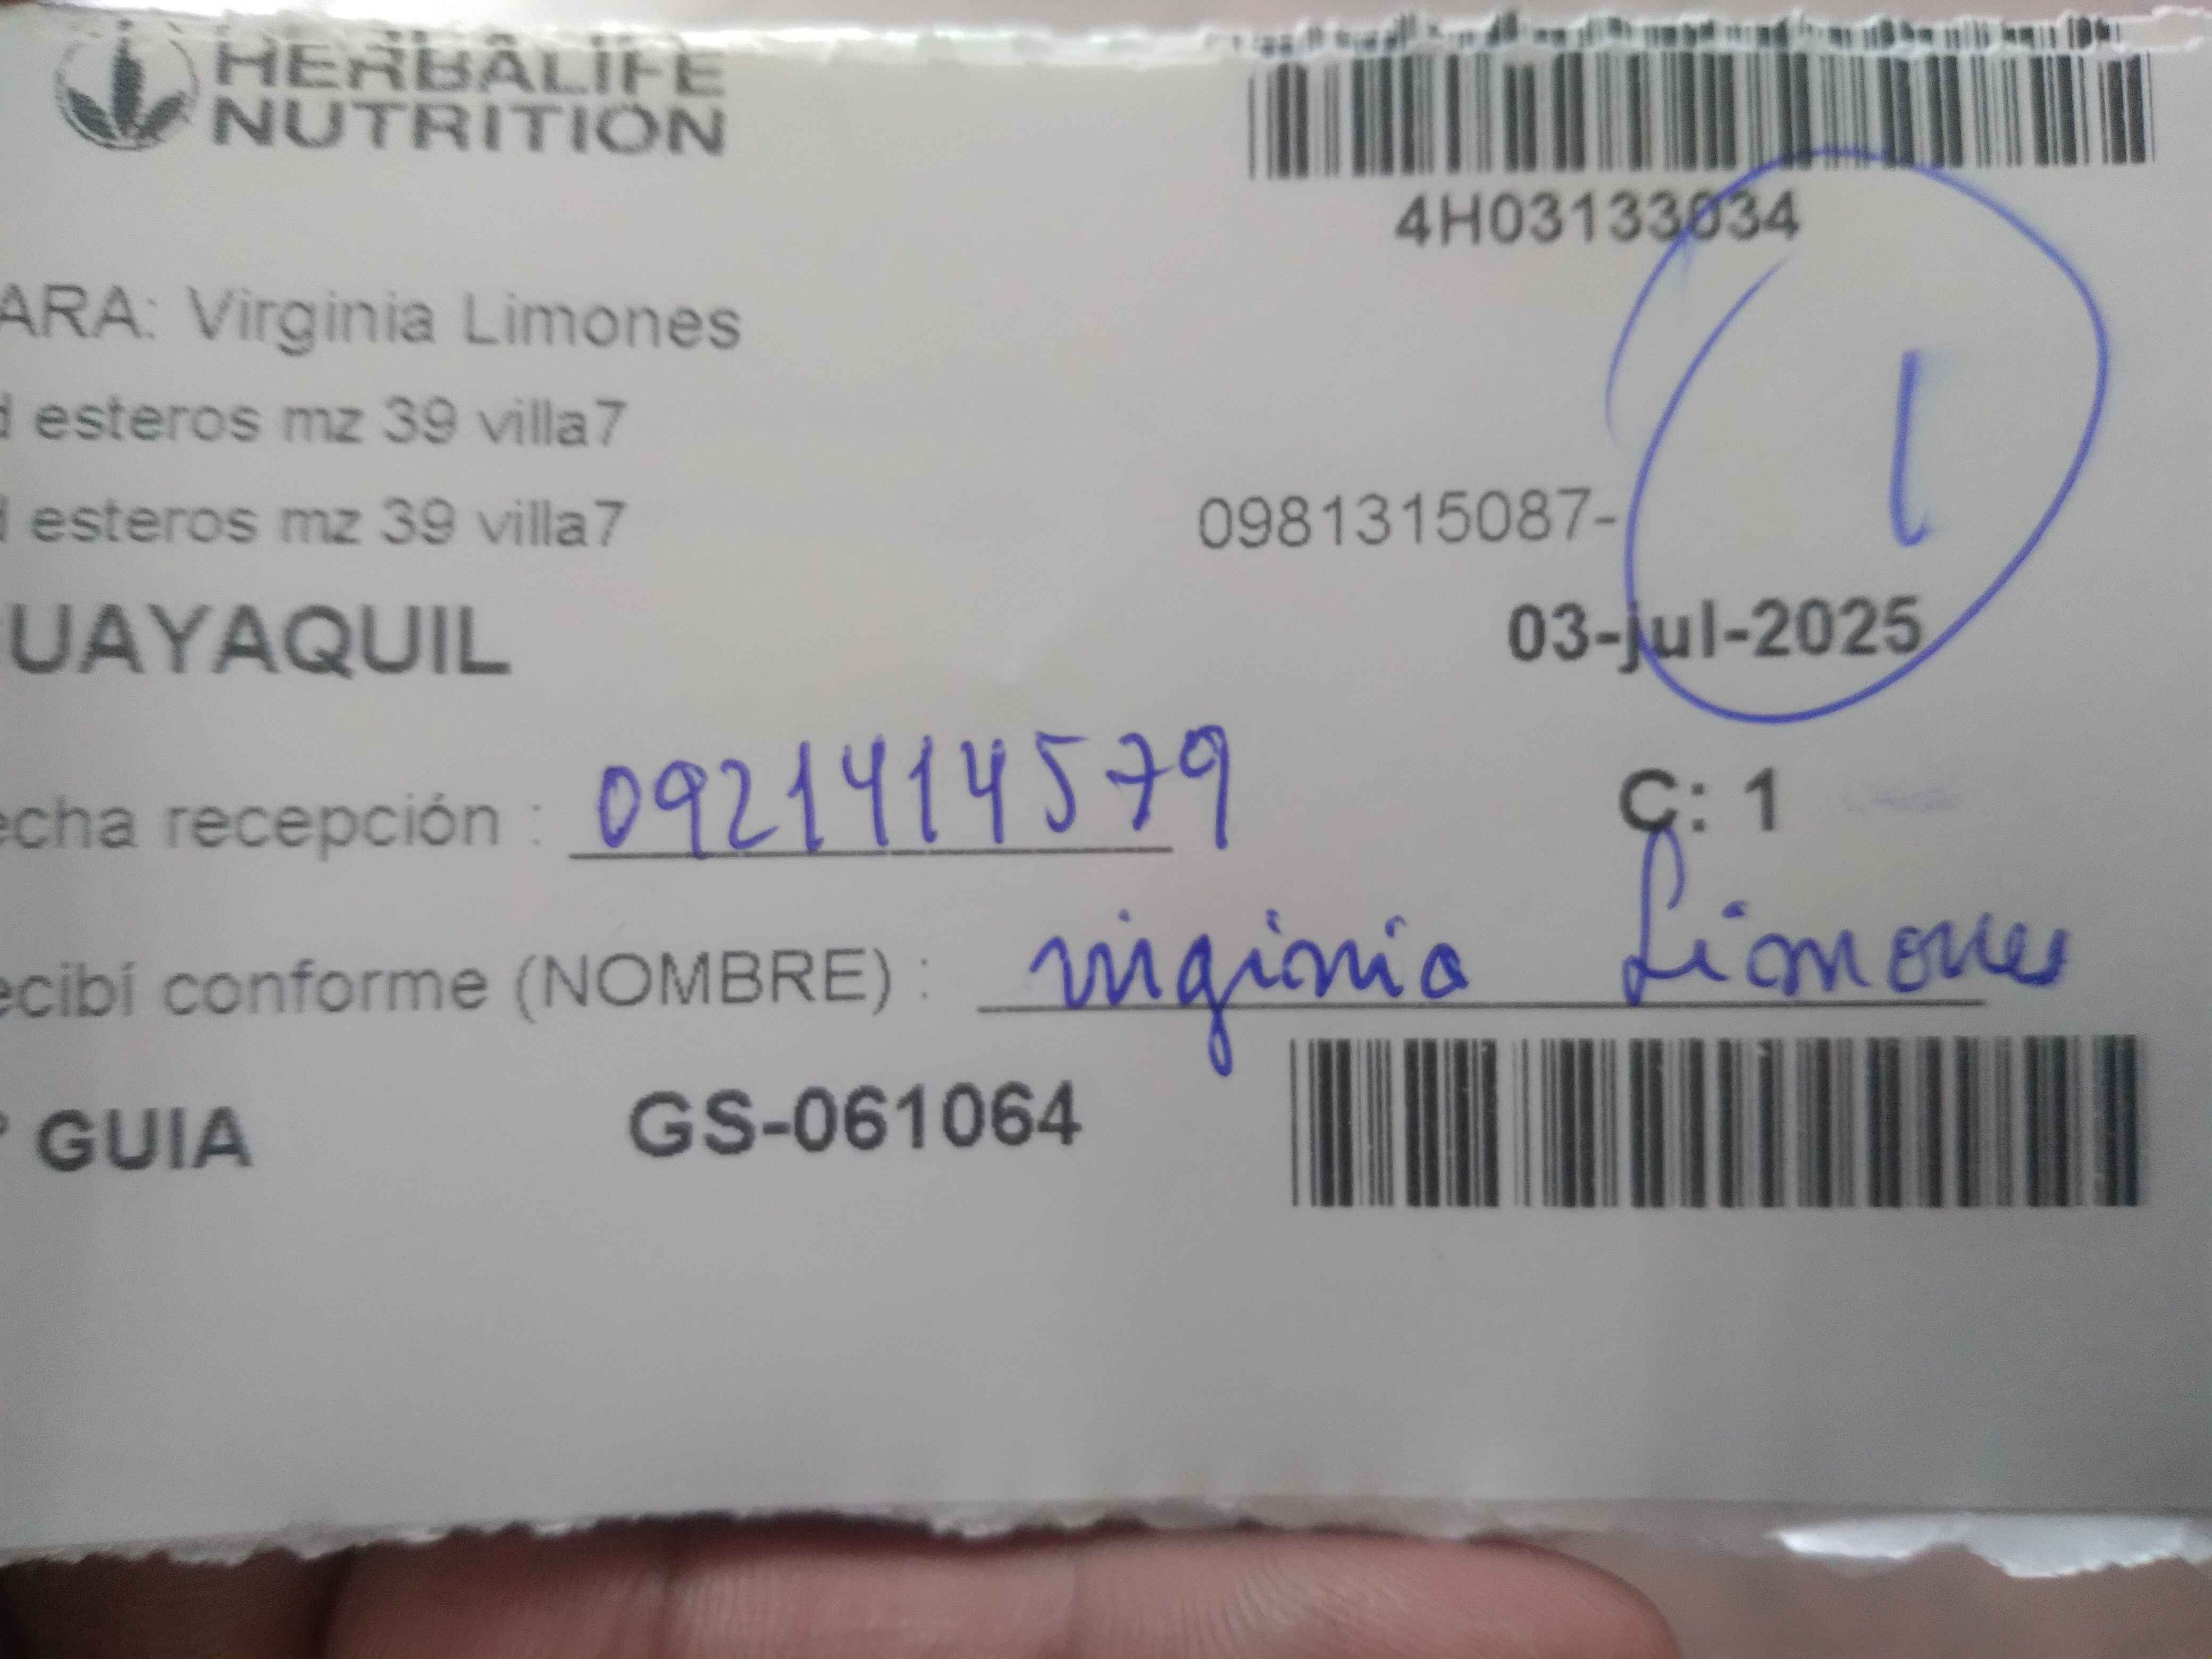 HERBALIFE
NUTRITION
4H03133034
ARA: Virginia Limones
d esteros mz 39 villa7
d esteros mz 39 villa7
0981315087-
1
UAYAQUIL
03-jul-2025
echa recepción : 0921414579
C: 1
ecibí conforme (NOMBRE) : virginia Limones
° GUIA GS-061064